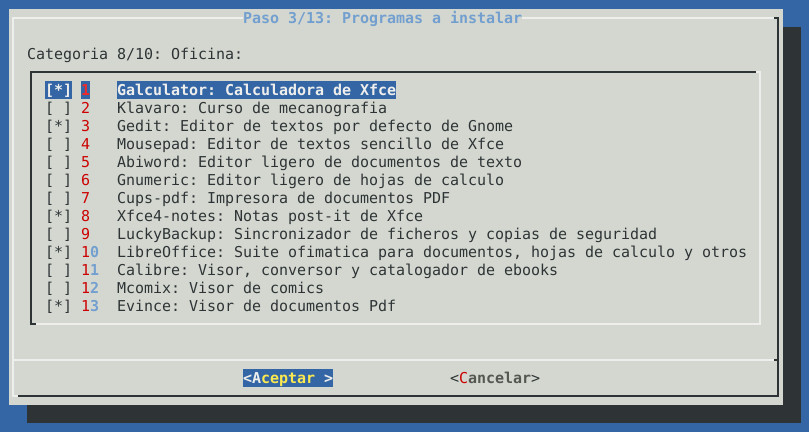 Paso 3/13: Programas a instalar
Categoria 8/10: Oficina:
[*] 1 Galculator: Calculadora de Xfce
[ ] 2 Klavaro: Curso de mecanografia
[*] 3 Gedit: Editor de textos por defecto de Gnome
[ ] 4 Mousepad: Editor de textos sencillo de Xfce
[ ] 5 Abiword: Editor ligero de documentos de texto
[ ] 6 Gnumeric: Editor ligero de hojas de calculo
[ ] 7 Cups-pdf: Impresora de documentos PDF
[*] 8 Xfce4-notes: Notas post-it de Xfce
[ ] 9 LuckyBackup: Sincronizador de ficheros y copias de seguridad
[*] 10 LibreOffice: Suite ofimatica para documentos, hojas de calculo y otros
[ ] 11 Calibre: Visor, conversor y catalogador de ebooks
[ ] 12 Mcomix: Visor de comics
[*] 13 Evince: Visor de documentos Pdf
<Aceptar > <Cancelar>